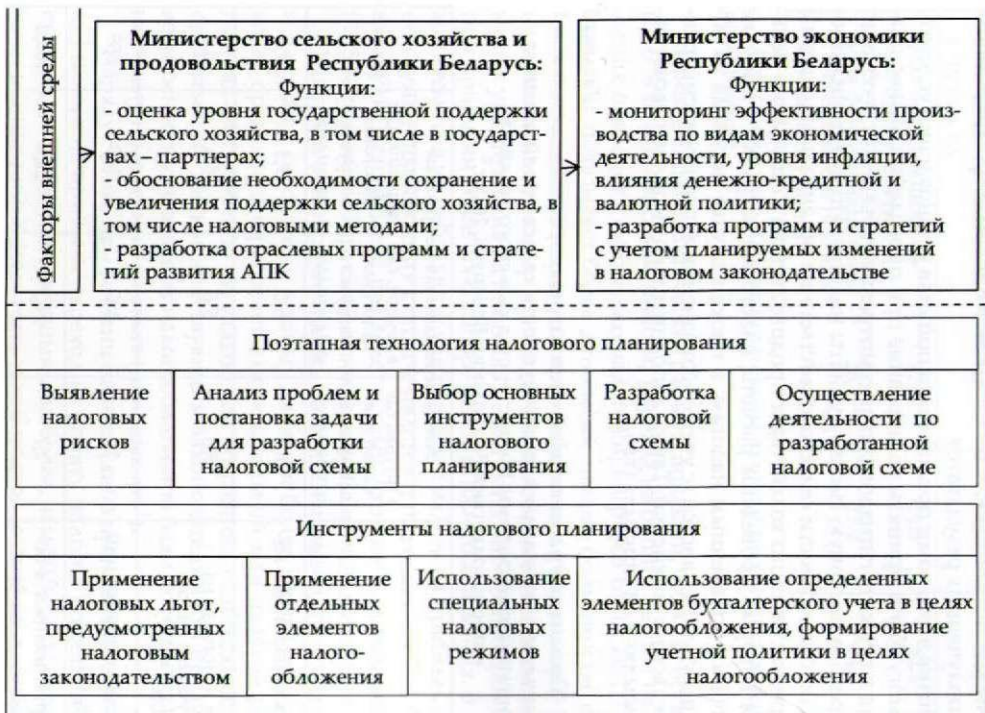 Факторы внешней среды
Министерство сельского хозяйства и
продовольствия Республики Беларусь:
Функции:
- оценка уровня государственной поддержки
сельского хозяйства, в том числе в государст-
вах – партнерах;
- обоснование необходимости сохранение и
увеличения поддержки сельского хозяйства, в
том числе налоговыми методами;
- разработка отраслевых программ и страте-
гий развития АПК
Министерство экономики
Республики Беларусь:
Функции:
- мониторинг эффективности произ-
водства по видам экономической
деятельности, уровня инфляции,
влияния денежно-кредитной и
валютной политики;
- разработка программ и стратегий
с учетом планируемых изменений
в налоговом законодательстве
Поэтапная технология налогового планирования
Выявление
налоговых
рисков
Анализ проблем и
постановка задачи
для разработки
налоговой схемы
Выбор основных
инструментов
налогового
планирования
Разработка
налоговой
схемы
Осуществление
деятельности по
разработанной
налоговой схеме
Инструменты налогового планирования
Применение
налоговых льгот,
предусмотренных
налоговым
законодательством
Применение
отдельных
элементов
налого-
обложения
Использование
специальных
налоговых
режимов
Использование определенных
элементов бухгалтерского учета в целях
налогообложения, формирование
учетной политики в целях
налогообложения